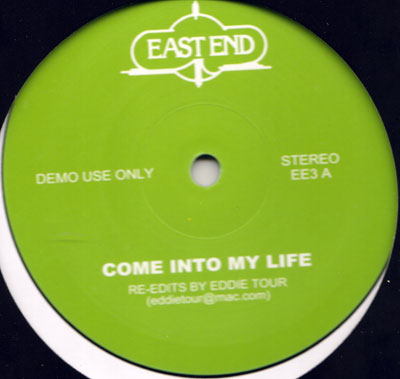 EAST END
DEMO USE ONLY
STEREO
EE3 A
COME INTO MY LIFE
RE-EDITS BY EDDIE TOUR
(eddietour@mac.com)